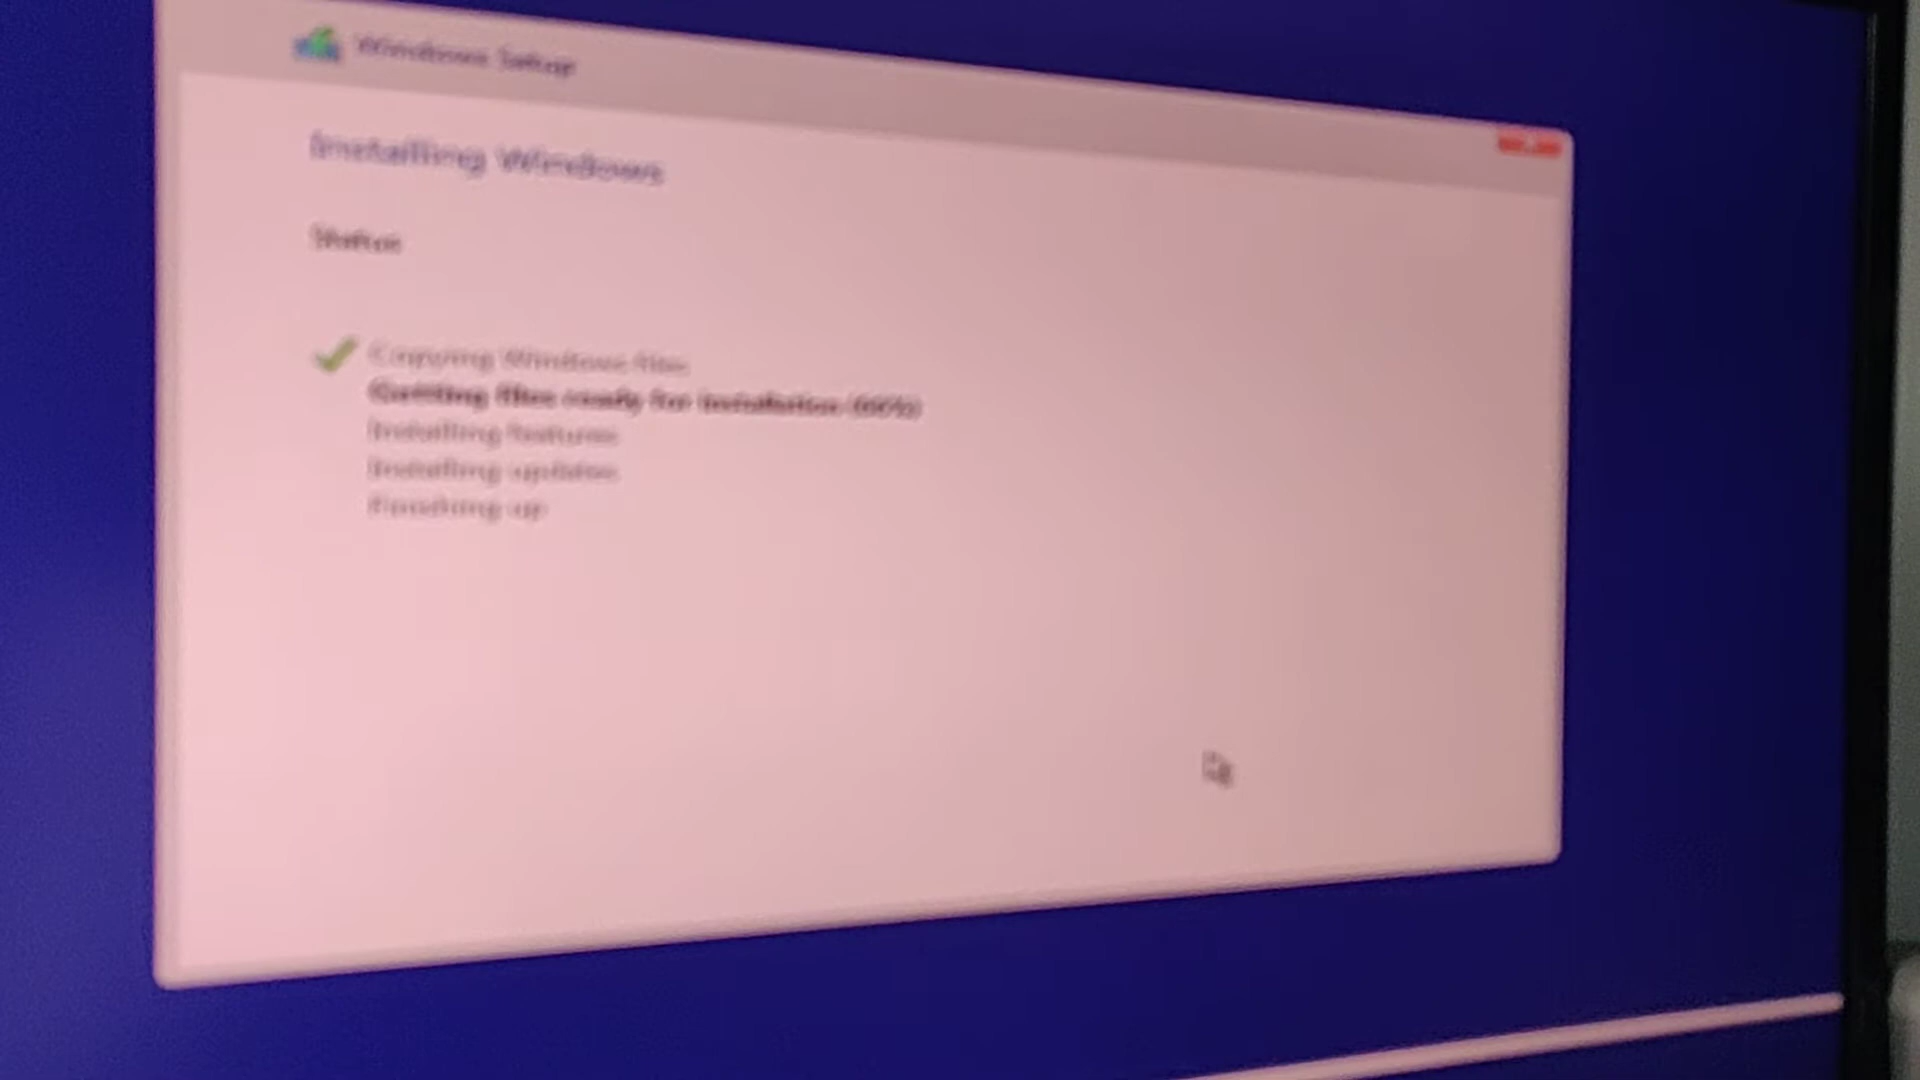 Windows Setup
Installing Windows
Status
Copying Windows files
Getting files ready for installation
Installing features
Installing updates
Finishing up